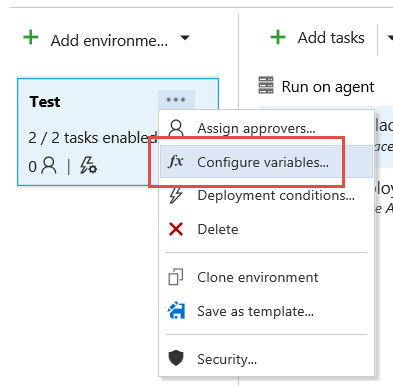 Add environme...
Add tasks
Test
...
Run on agent
2 / 2 tasks enabled
0
Assign approvers...
fx Configure variables...
Deployment conditions...
Delete
Clone environment
Save as template...
Security...